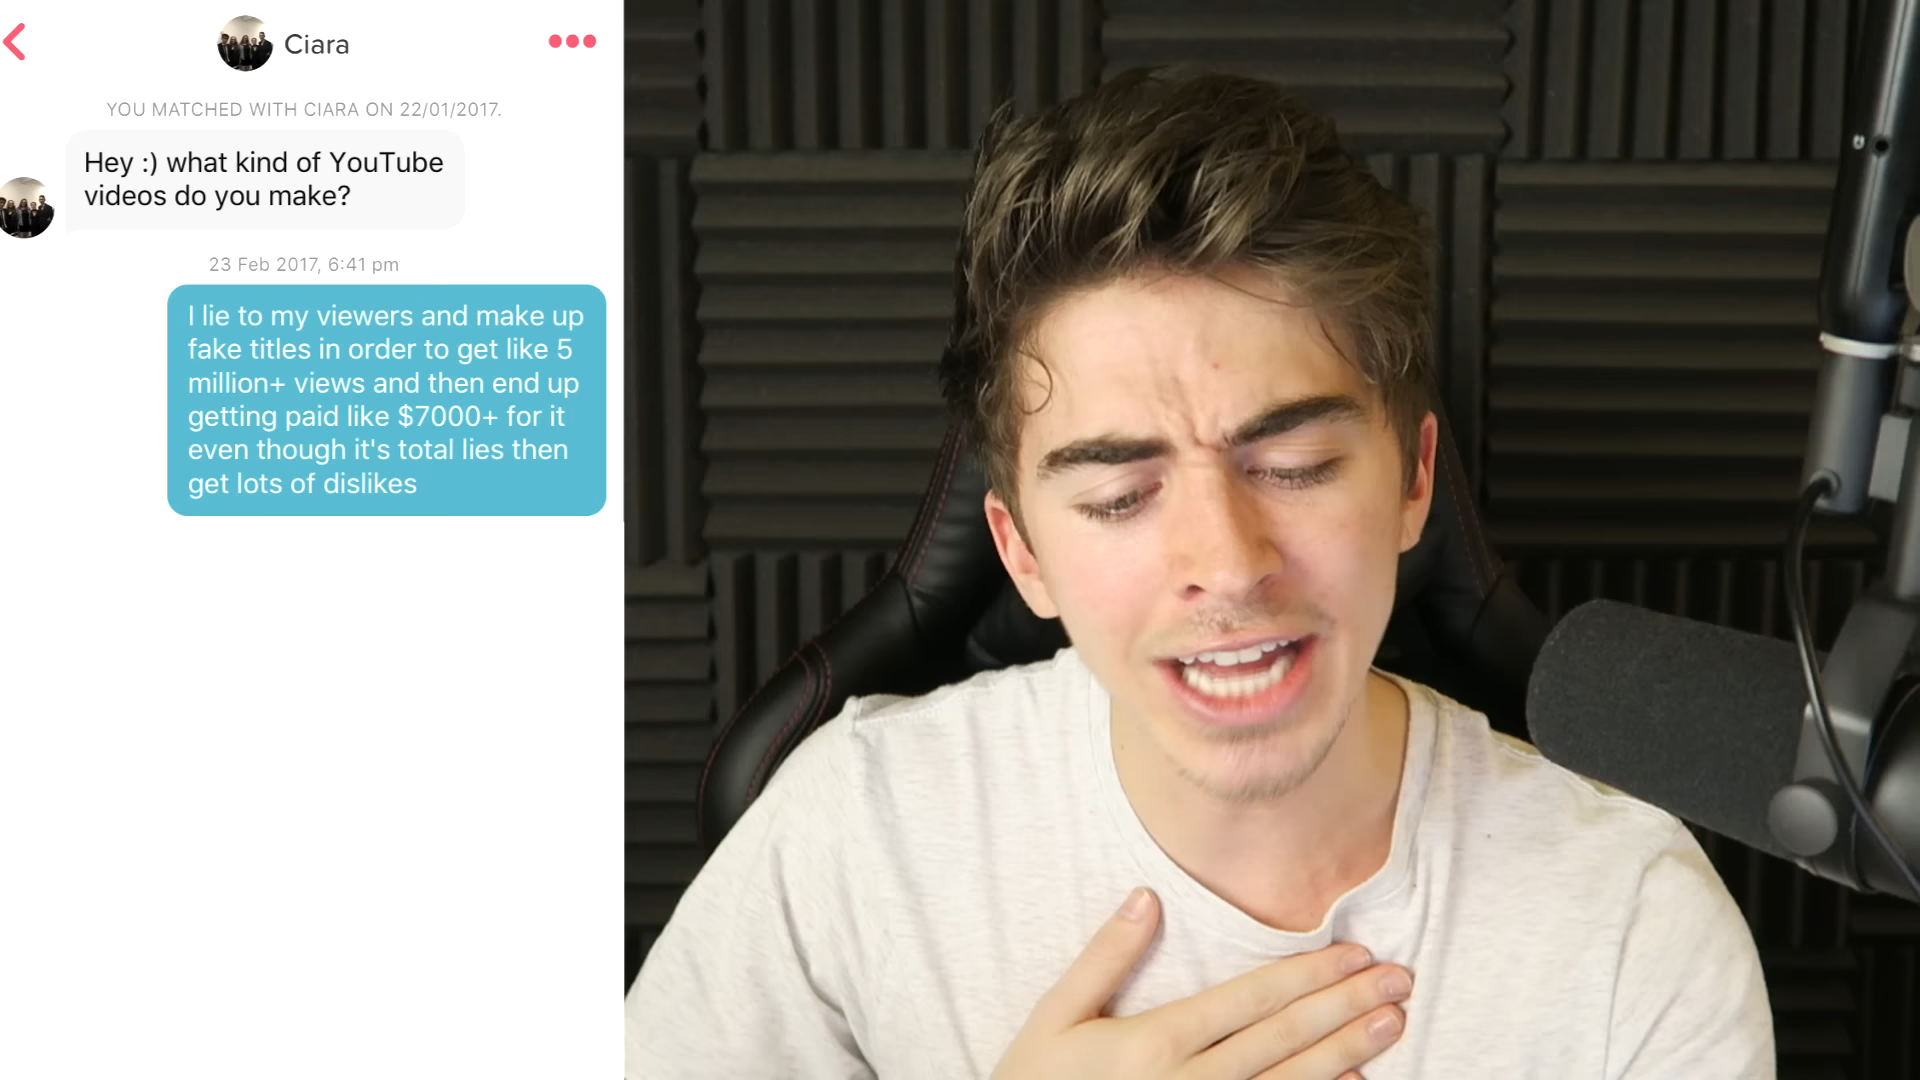 Ciara
YOU MATCHED WITH CIARA ON 22/01/2017.
Hey :) what kind of YouTube
videos do you make?
23 Feb 2017, 6:41 pm
I lie to my viewers and make up
fake titles in order to get like 5
million+ views and then end up
getting paid like $7000+ for it
even though it's total lies then
get lots of dislikes